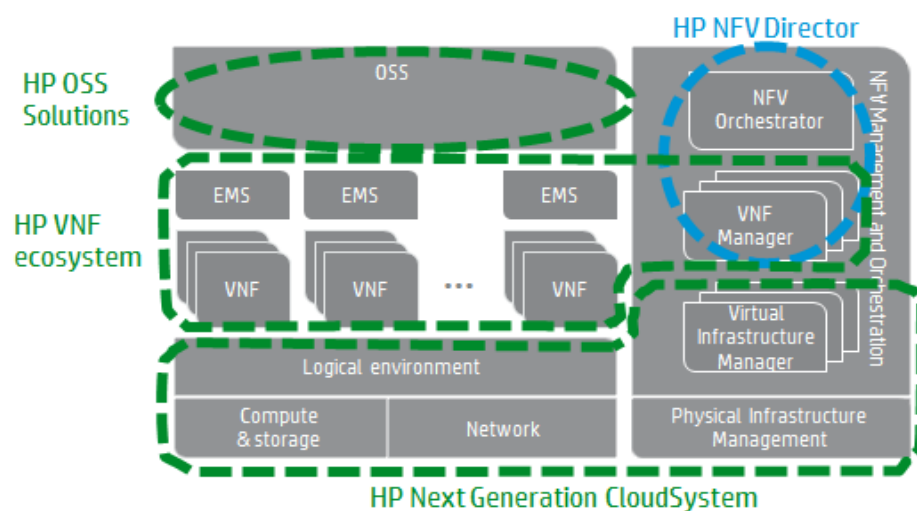 HP NFV Director
HP OSS
Solutions
OSS
NFV
Orchestrator
NFV Management and Orchestration
HP VNF
ecosystem
EMS
EMS
EMS
VNF
Manager
VNF
VNF
...
VNF
Virtual
Infrastructure
Manager
Logical environment
Compute
& storage
Network
Physical Infrastructure
Management
HP Next Generation CloudSystem